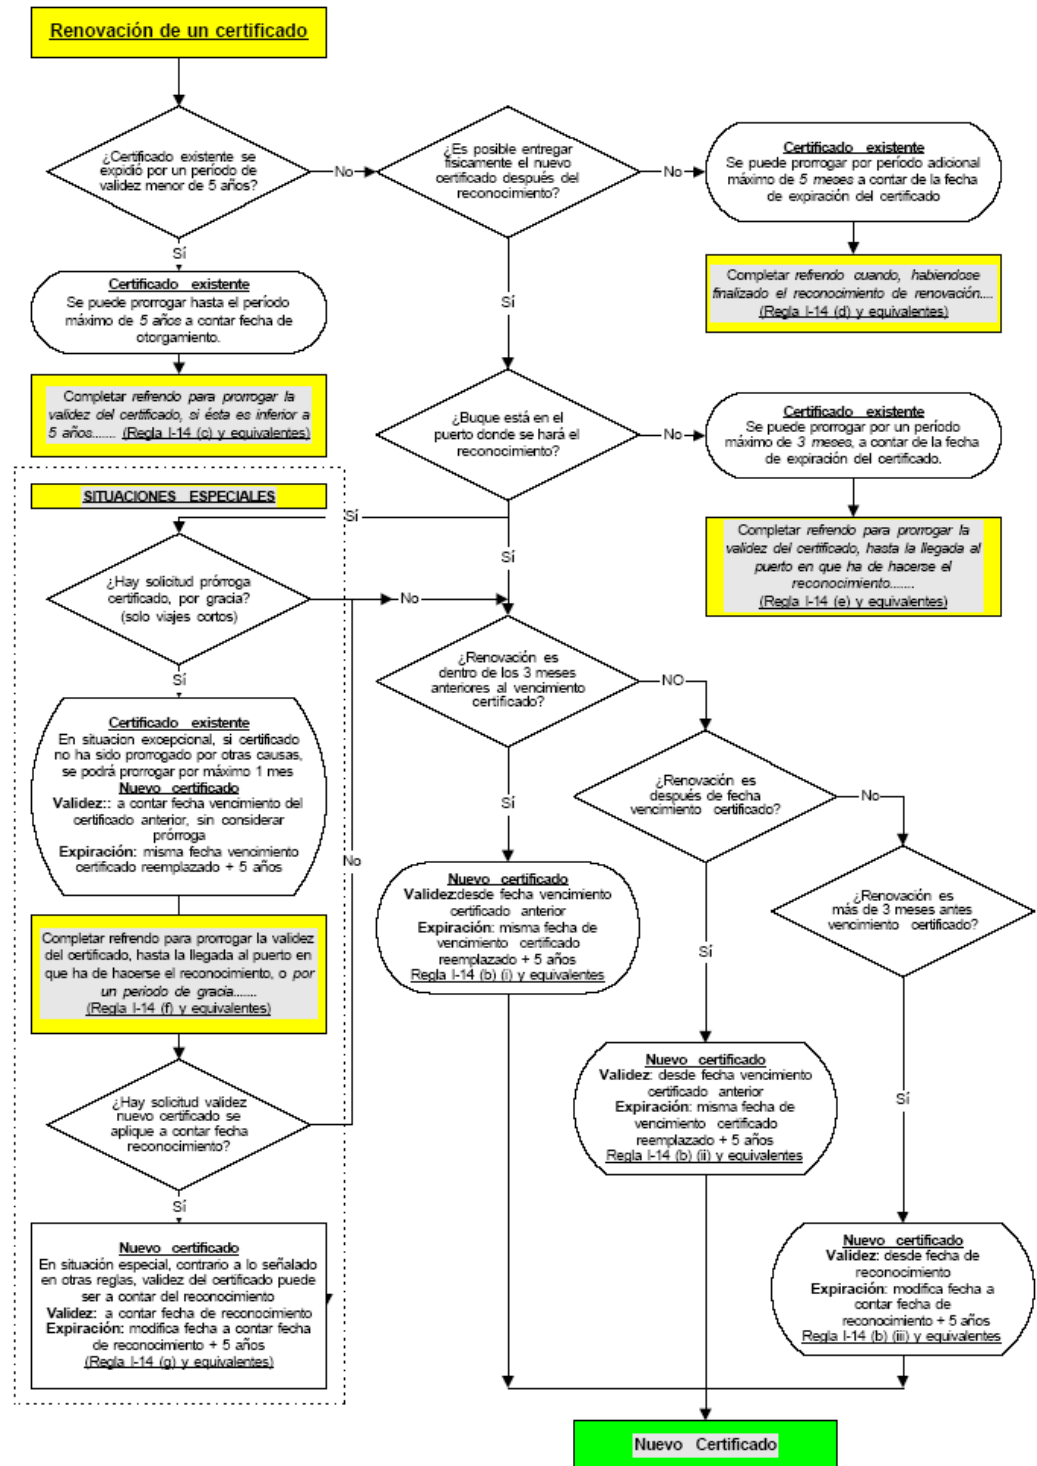 Renovación de un certificado
¿Certificado existente se
expidió por un período de
validez menor de 5 años?
No
¿Es posible entregar
físicamente el nuevo
certificado después del
reconocimiento?
No
Certificado existente
Se puede prorrogar por período adicional
máximo de 5 meses a contar de la fecha
de expiración del certificado
Sí
Certificado existente
Se puede prorrogar hasta el período
máximo de 5 años a contar fecha de
otorgamiento.
Sí
Completar refrendo cuando, habiendose
finalizado el reconocimiento de renovación....
(Regla I-14 (d) y equivalentes)
Completar refrendo para prorrogar la
validez del certificado, si ésta es inferior a
5 años....... (Regla I-14 (c) y equivalentes)
¿Buque está en el
puerto donde se hará el
reconocimiento?
No
Certificado existente
Se puede prorrogar por un período
máximo de 3 meses, a contar de la fecha
de expiración del certificado.
SITUACIONES ESPECIALES
Sí
Sí
Completar refrendo para prorrogar la
validez del certificado, hasta la llegada al
puerto en que ha de hacerse el
reconocimiento.......
(Regla I-14 (e) y equivalentes)
¿Hay solicitud prórroga
certificado, por gracia?
(solo viajes cortos)
No
Sí
¿Renovación es
dentro de los 3 meses
anteriores al vencimiento
certificado?
NO
Certificado existente
En situacion excepcional, si certificado
no ha sido prorrogado por otras causas,
se podrá prorrogar por máximo 1 mes
Nuevo certificado
Validez:: a contar fecha vencimiento del
certificado anterior, sin considerar
prórroga
Expiración: misma fecha vencimiento
certificado reemplazado + 5 años
No
Sí
¿Renovación es
después de fecha
vencimiento certificado?
No
Nuevo certificado
Validez:desde fecha vencimiento
certificado anterior
Expiración: misma fecha de
vencimiento certificado
reemplazado + 5 años
Regla I-14 (b) (i) y equivalentes
¿Renovación es
más de 3 meses antes
vencimiento certificado?
Completar refrendo para prorrogar la validez
del certificado, hasta la llegada al puerto en
que ha de hacerse el reconocimiento, o por
un periodo de gracia.......
(Regla I-14 (f) y equivalentes)
Sí
Nuevo certificado
Validez: desde fecha vencimiento
certificado anterior
Expiración: misma fecha de
vencimiento certificado
reemplazado + 5 años
Regla I-14 (b) (ii) y equivalentes
Sí
¿Hay solicitud validez
nuevo certificado se
aplique a contar fecha
reconocimiento?
Sí
Nuevo certificado
En situación especial, contrario a lo señalado
en otras reglas, validez del certificado puede
ser a contar del reconocimiento
Validez: a contar fecha de reconocimiento
Expiración: modifica fecha a contar fecha
de reconocimiento + 5 años
(Regla I-14 (g) y equivalentes)
Nuevo certificado
Validez: desde fecha de
reconocimiento
Expiración: modifica fecha a
contar fecha de
reconocimiento + 5 años
Regla I-14 (b) (iii) y equivalentes
Nuevo Certificado